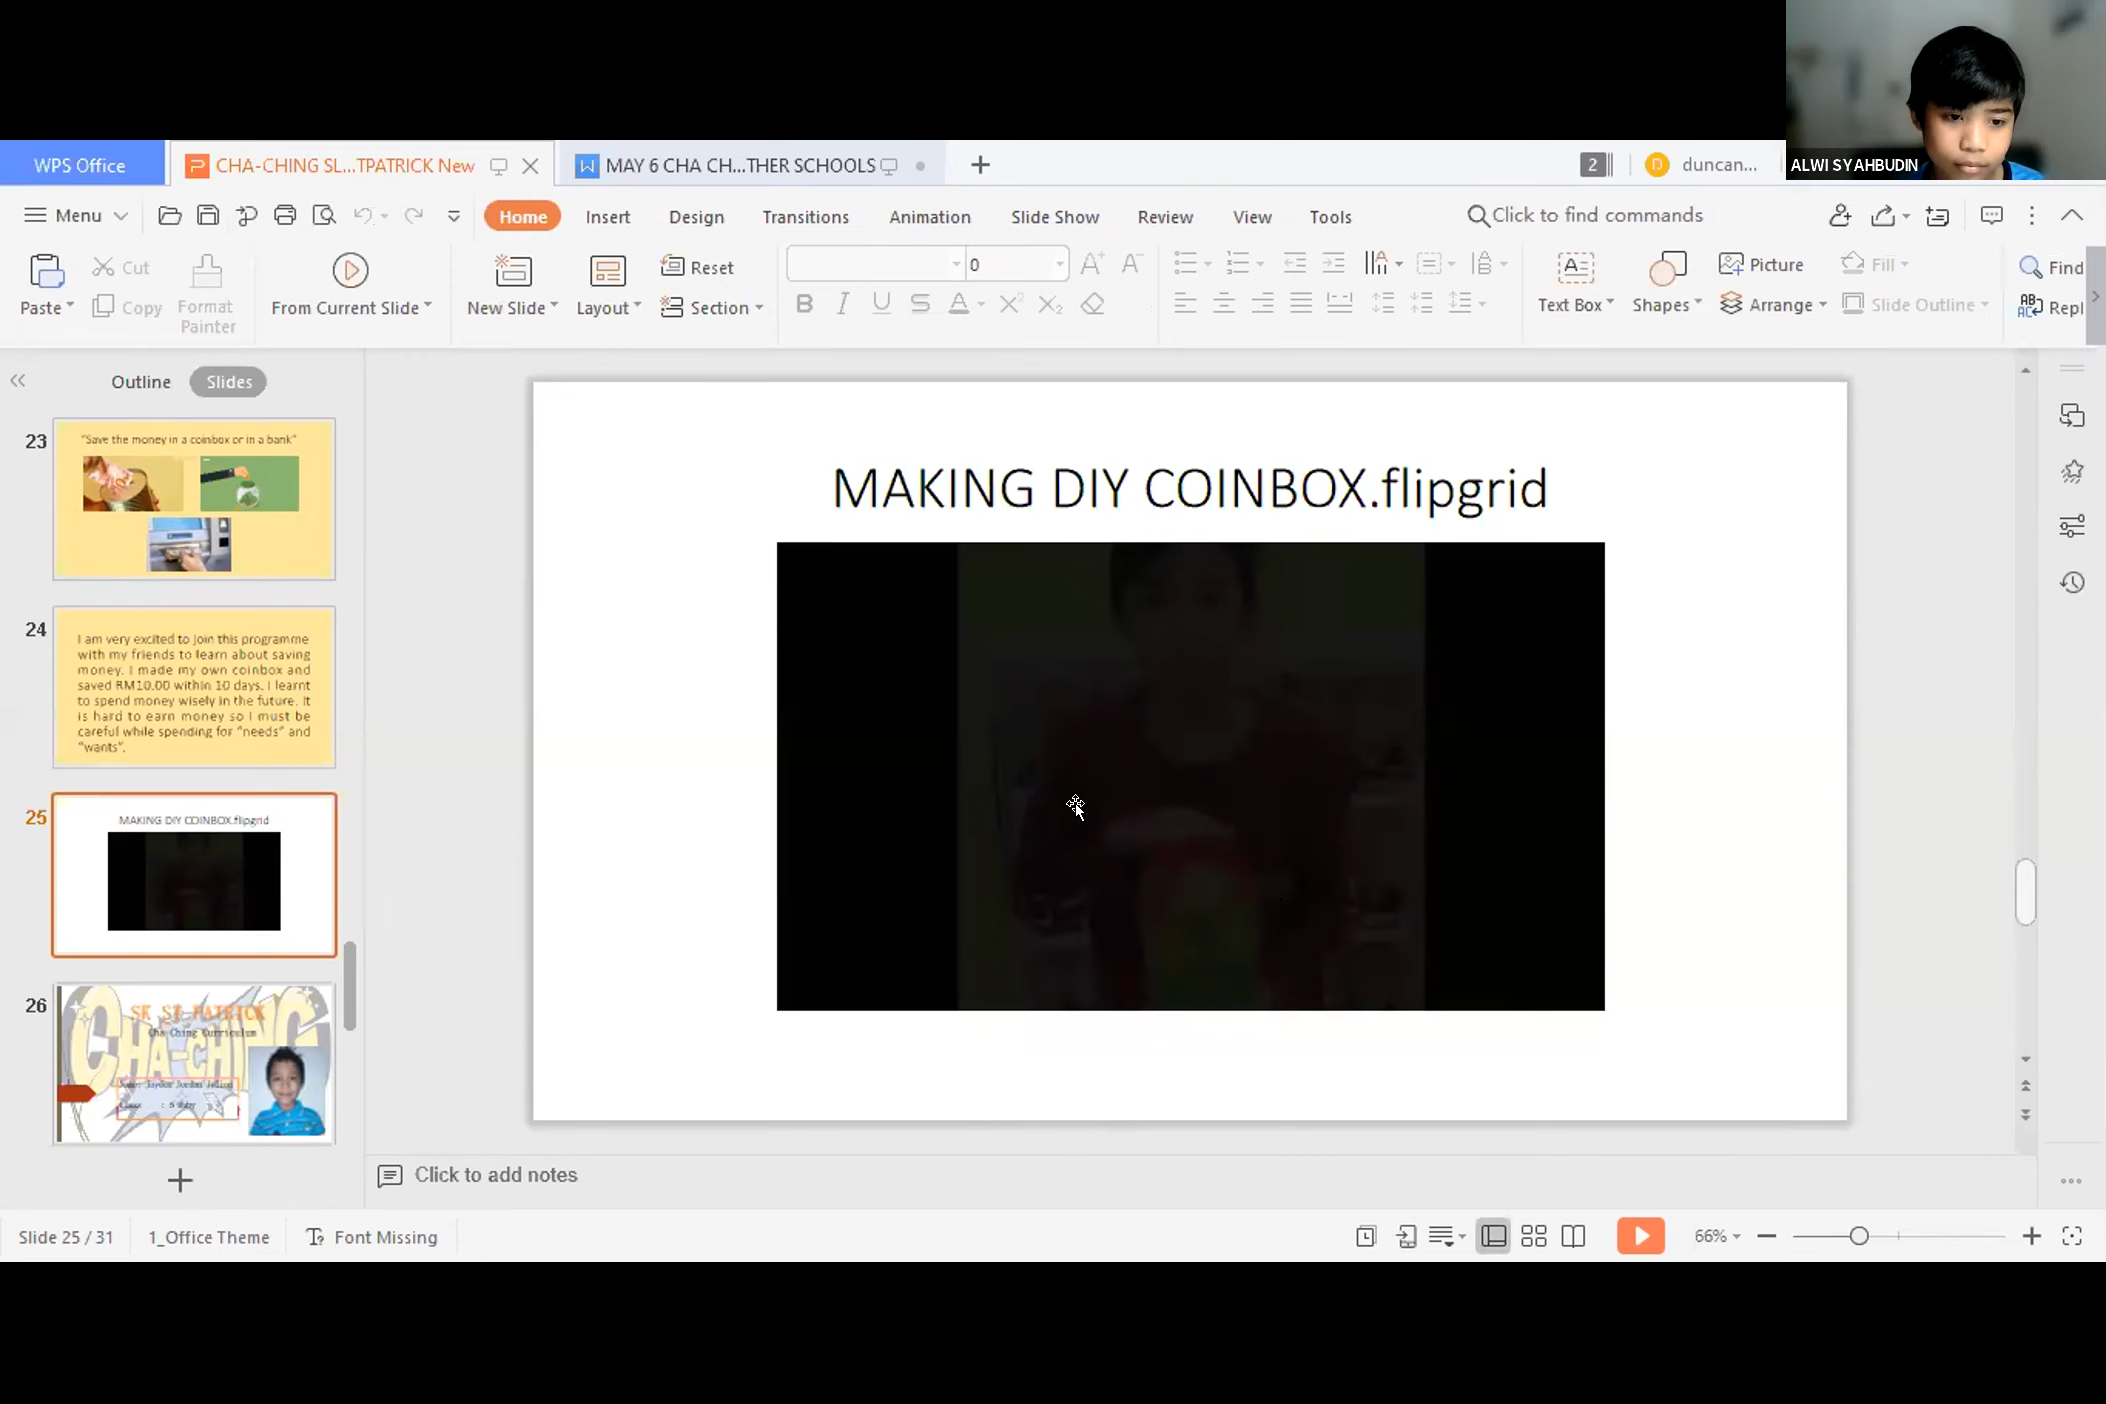 ALWI SYAHBUDIN
WPS Office
CHA-CHING SL...TPATRICK New
MAY 6 CHA CH...THER SCHOOLS
2
D
duncan...
Menu
Home
Insert
Design
Transitions
Animation
Slide Show
Review
View
Tools
Click to find commands
Paste
Cut
Copy
Format
Painter
From Current Slide
New Slide
Layout
Reset
Section
0
Text Box
Shapes
Picture
Arrange
Fill
Slide Outline
Find
Repl
Outline
Slides
23
"Save the money in a coinbox or in a bank"
24
I am very excited to join this programme
with my friends to learn about saving
money. I made my own coinbox and
saved RM10.00 within 10 days. I learnt
to spend money wisely in the future. It
is hard to earn money so I must be
careful while spending for "needs" and
"wants".
25
MAKING DIY COINBOX.flipgrid
26
SK ST PATRICK
Cha Ching Curriculum
CHA-CHING
MAKING DIY COINBOX.flipgrid
Click to add notes
Slide 25 / 31
1_Office Theme
Font Missing
66%